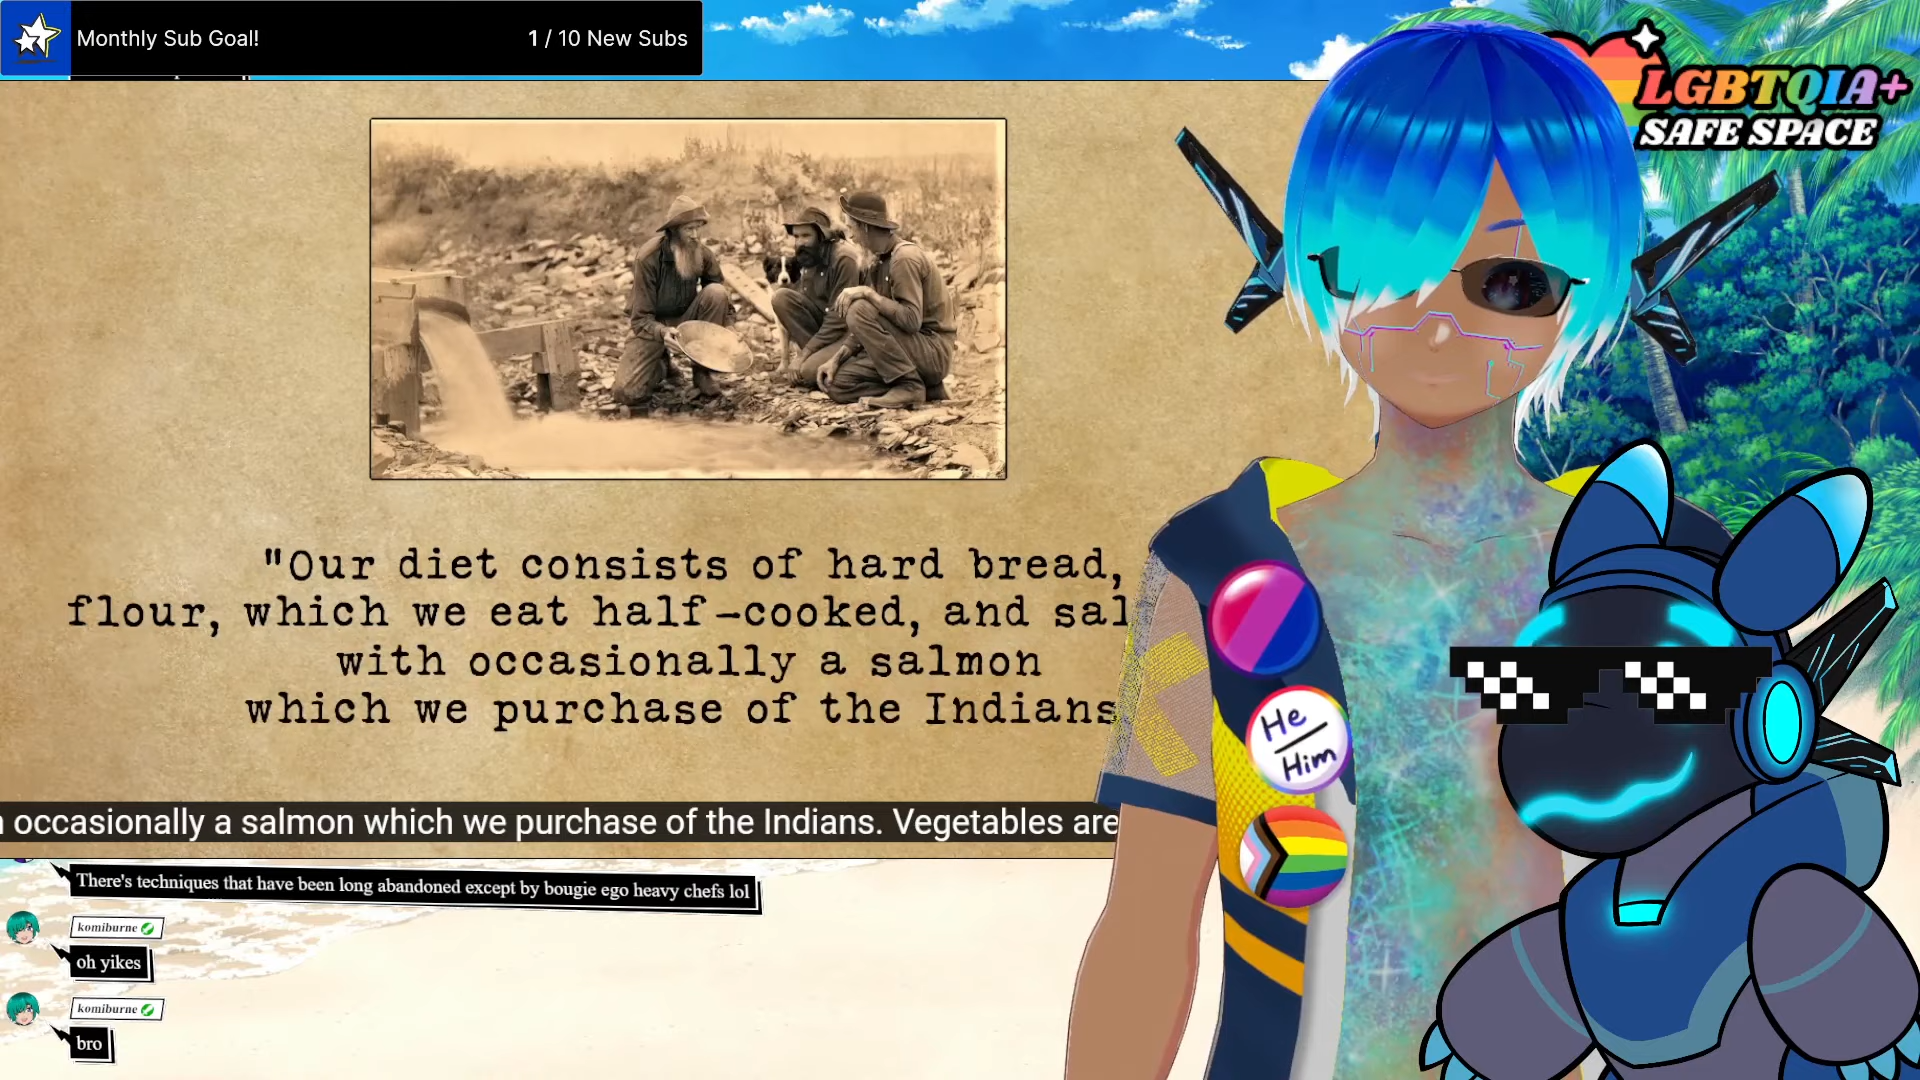 Monthly Sub Goal!
1 / 10 New Subs
LGBTQIA+
SAFE SPACE
"Our diet consists of hard bread,
flour, which we eat half-cooked, and sal
with occasionally a salmon
which we purchase of the Indians
He
Him
occasionally a salmon which we purchase of the Indians. Vegetables are
There's techniques that have been long abandoned except by bougie ego heavy chefs lol
komiburne
oh yikes
komiburne
bro